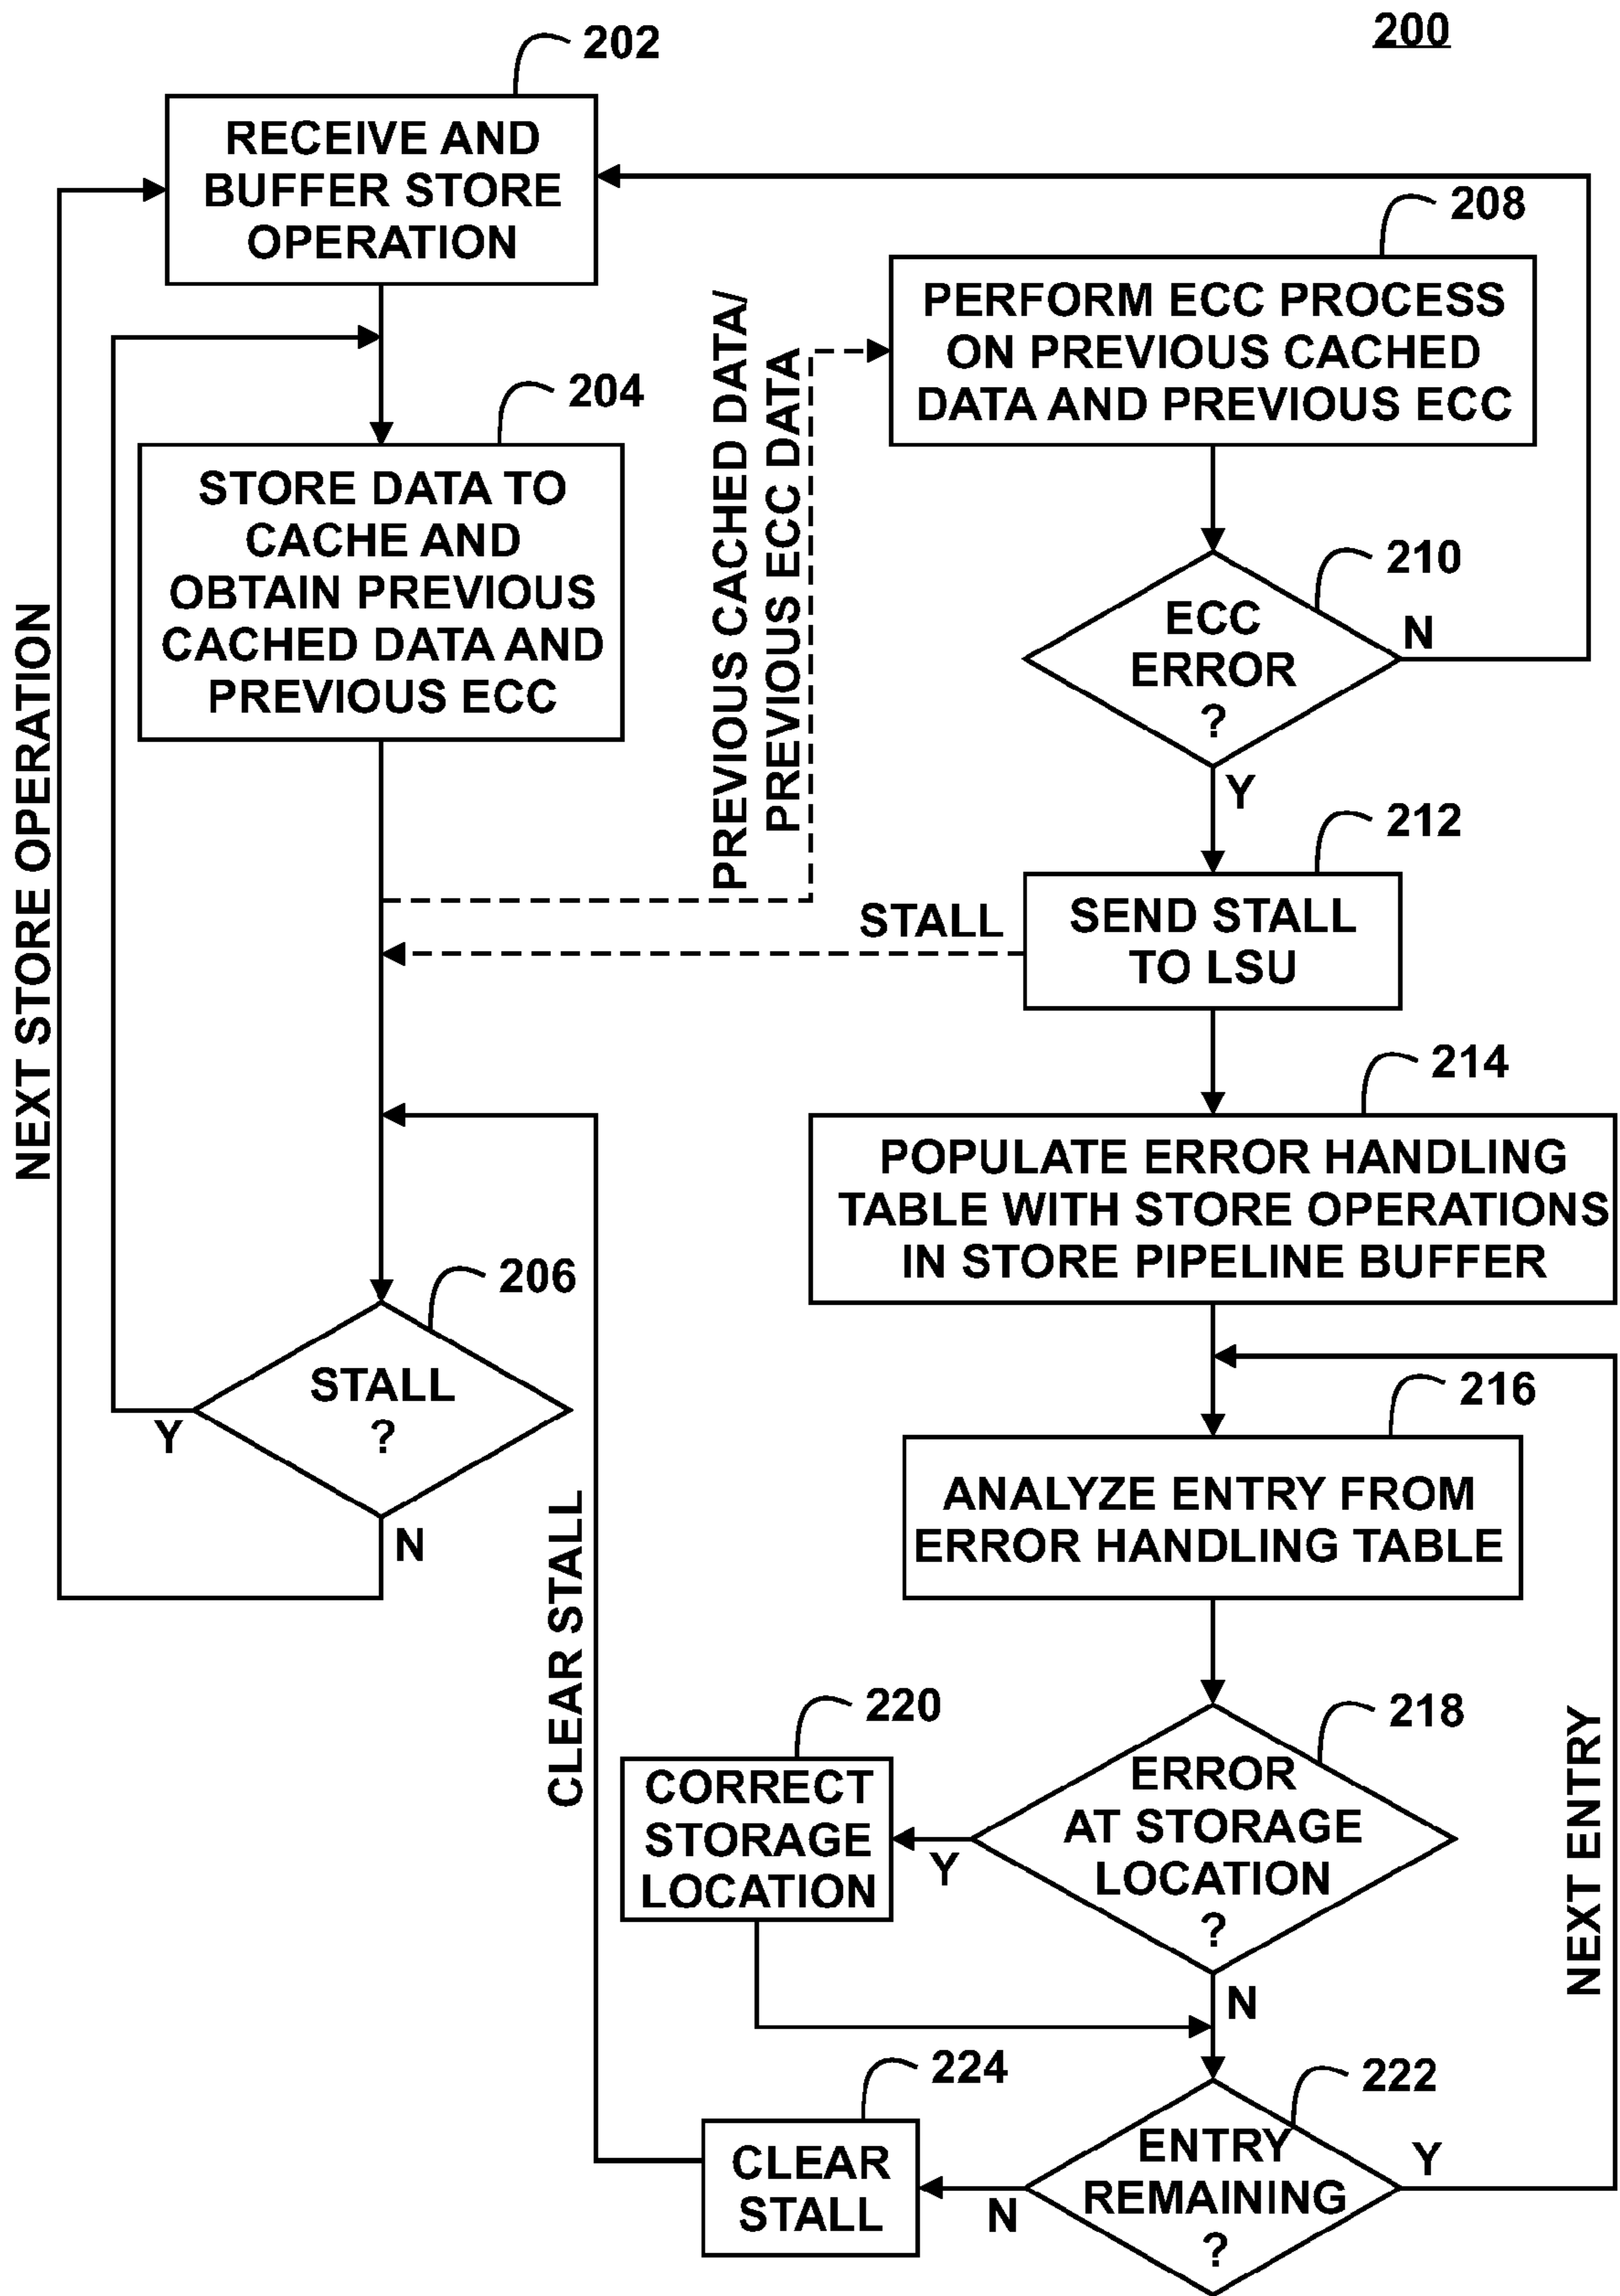 200
202
RECEIVE AND
BUFFER STORE
OPERATION
204
STORE DATA TO
CACHE AND
OBTAIN PREVIOUS
CACHED DATA AND
PREVIOUS ECC
NEXT STORE OPERATION
206
STALL
?
Y
N
PREVIOUS CACHED DATA/
PREVIOUS ECC DATA
208
PERFORM ECC PROCESS
ON PREVIOUS CACHED
DATA AND PREVIOUS ECC
210
ECC
ERROR
?
N
Y
212
SEND STALL
TO LSU
STALL
214
POPULATE ERROR HANDLING
TABLE WITH STORE OPERATIONS
IN STORE PIPELINE BUFFER
216
ANALYZE ENTRY FROM
ERROR HANDLING TABLE
218
ERROR
AT STORAGE
LOCATION
?
Y
N
220
CORRECT
STORAGE
LOCATION
222
ENTRY
REMAINING
?
Y
N
NEXT ENTRY
224
CLEAR
STALL
CLEAR STALL